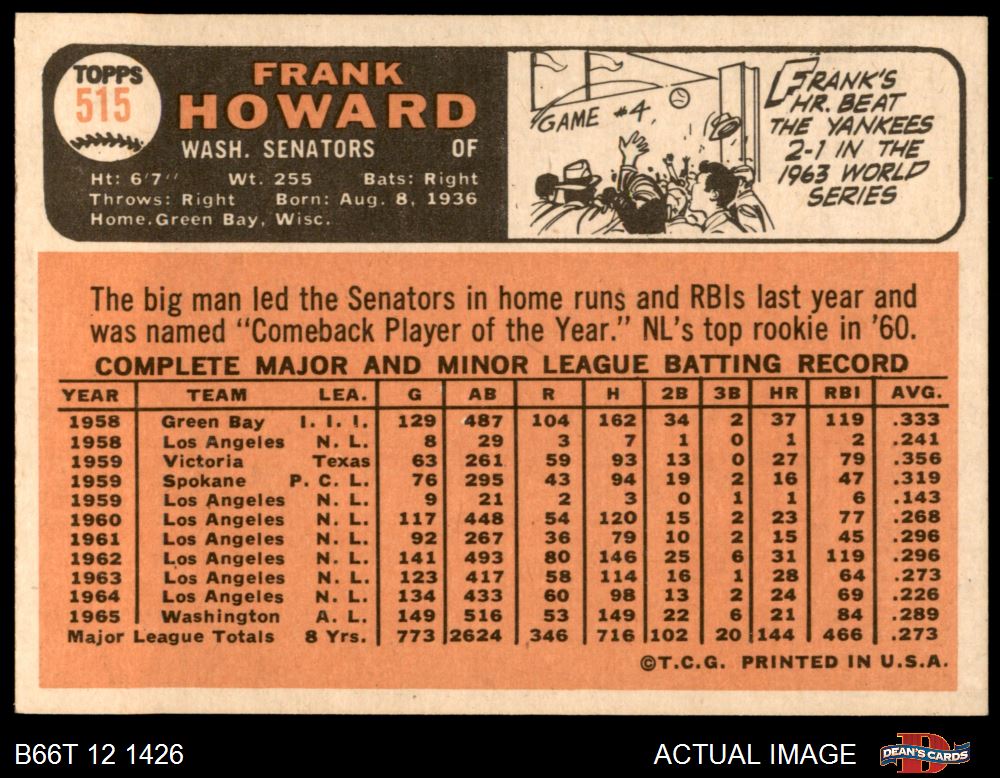 TOPPS
515
FRANK
HOWARD
WASH. SENATORS OF
Ht: 6'7" Wt. 255 Bats: Right
Throws: Right Born: Aug. 8, 1936
Home. Green Bay, Wisc.
GAME #4.
FRANK'S
HR. BEAT
THE YANKEES
2-1 IN THE
1963 WORLD
SERIES
The big man led the Senators in home runs and RBIs last year and
was named "Comeback Player of the Year." NL's top rookie in '60.
COMPLETE MAJOR AND MINOR LEAGUE BATTING RECORD
YEAR TEAM LEA. G AB R H 2B 3B HR RBI AVG.
1958 Green Bay I. I. I. 129 487 104 162 34 2 37 119 .333
1958 Los Angeles N. L. 8 29 3 7 1 0 1 2 .241
1959 Victoria Texas 63 261 59 93 13 0 27 79 .356
1959 Spokane P. C. L. 76 295 43 94 19 2 16 47 .319
1959 Los Angeles N. L. 9 21 2 3 0 1 1 6 .143
1960 Los Angeles N. L. 117 448 54 120 15 2 23 77 .268
1961 Los Angeles N. L. 92 267 36 79 10 2 15 45 .296
1962 Los Angeles N. L. 141 493 80 146 25 6 31 119 .296
1963 Los Angeles N. L. 123 417 58 114 16 1 28 64 .273
1964 Los Angeles N. L. 134 433 60 98 13 2 24 69 .226
1965 Washington A. L. 149 516 53 149 22 6 21 84 .289
Major League Totals 8 Yrs. 773 2624 346 716 102 20 144 466 .273
©T.C.G. PRINTED IN U.S.A.
B66T 12 1426 ACTUAL IMAGE DEAN'S CARDS